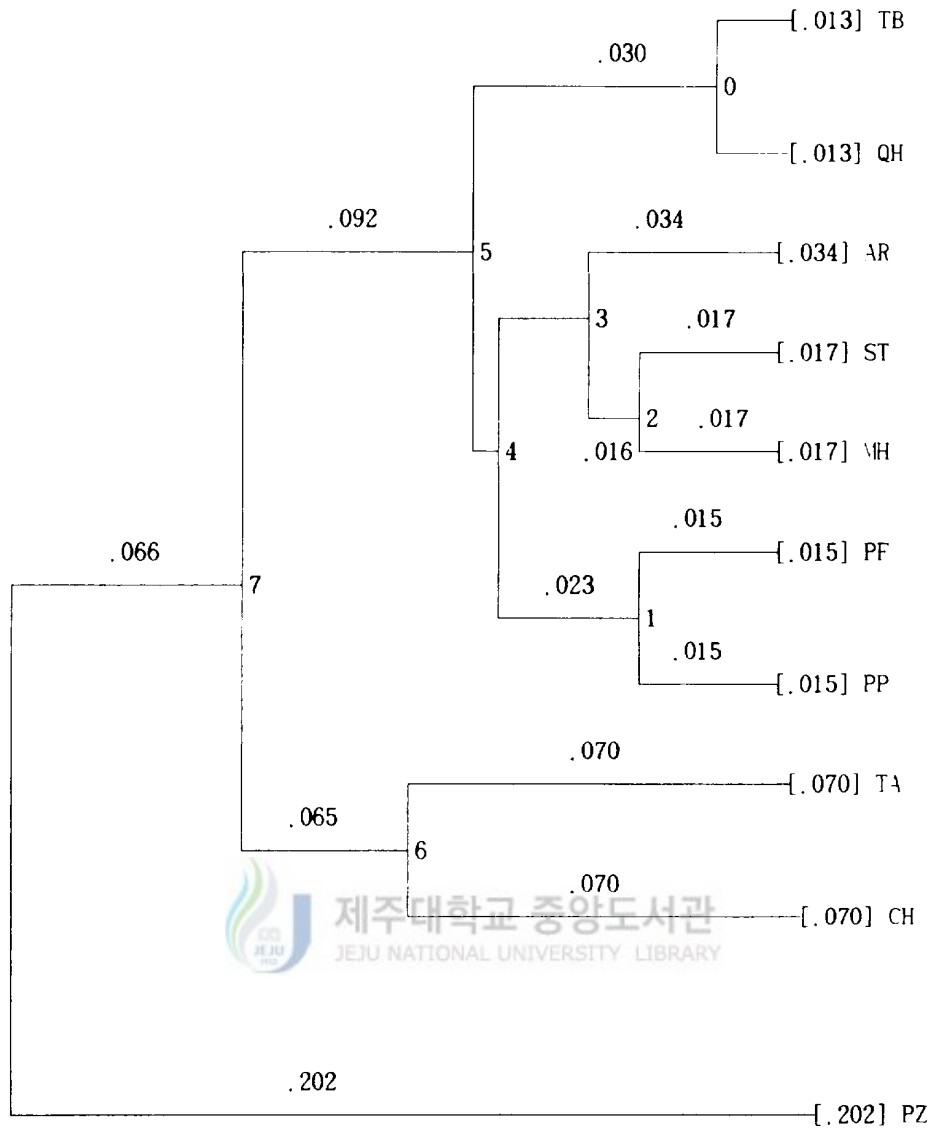 [.013] TB
.030
0
[.013] QH
.092
.034
5
[.034] AR
3
.017
[.017] ST
2
.017
4
.016
[.017] MH
.015
.066
[.015] PF
7
.023
1
.015
[.015] PP
.070
[.070] TA
.065
6
.070
제주대학교 중앙도서관
[.070] CH
JEJU NATIONAL UNIVERSITY LIBRARY
JEJU
1952
.202
[.202] PZ